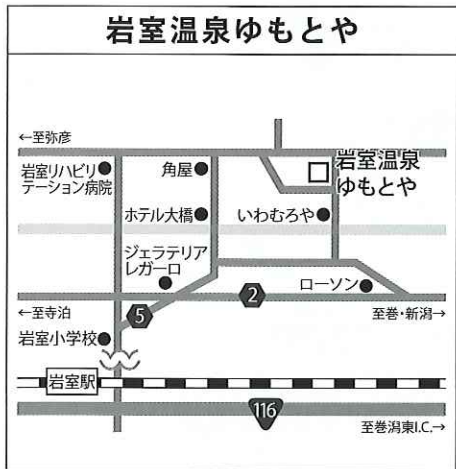 岩室温泉ゆもとや
←至弥彦
岩室リハビリ
テーション病院
角屋
岩室温泉
ゆもとや
ホテル大橋
いわむろや
ジェラテリア
レガーロ
2
ローソン
←至寺泊
5
至巻・新潟→
岩室小学校
岩室駅
116
至巻潟東I.C.→